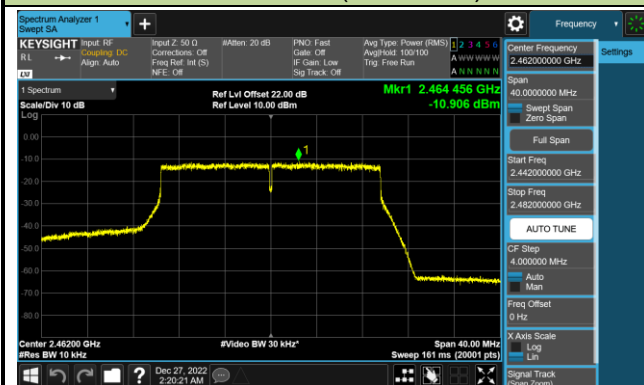 Spectrum Analyzer 1
Swept SA
+
Frequency
KEYSIGHT
RL
LXI
Input: RF
Coupling: DC
Align: Auto
Input Z: 50 Ω
Corrections: Off
Freq Ref: Int (S)
NFE: Off
#Atten: 20 dB
PNO: Fast
Gate: Off
IF Gain: Low
Sig Track: Off
Avg Type: Power (RMS)
Avg|Hold: 100/100
Trig: Free Run
1 2 3 4 5 6
A W W W W W
A N N N N N
1 Spectrum
Scale/Div 10 dB
Log
Ref Lvl Offset 22.00 dB
Ref Level 10.00 dBm
Mkr1 2.464 456 GHz
-10.906 dBm
1
0.00
-10.0
-20.0
-30.0
-40.0
-50.0
-60.0
-70.0
-80.0
Center 2.46200 GHz
#Res BW 10 kHz
#Video BW 30 kHz*
Span 40.00 MHz
Sweep 161 ms (20001 pts)
?
Dec 27, 2022
2:20:21 AM
Center Frequency
2.462000000 GHz
Span
40.0000000 MHz
Swept Span
Zero Span
Full Span
Start Freq
2.442000000 GHz
Stop Freq
2.482000000 GHz
AUTO TUNE
CF Step
4.000000 MHz
Auto
Man
Freq Offset
0 Hz
X Axis Scale
Log
Lin
Signal Track
(Span Zoom)
Settings